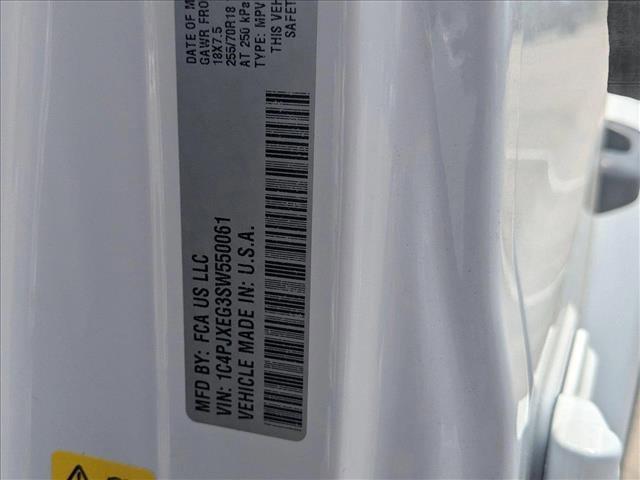 MFD BY: FCA US LLC
VIN: 1C4PJXEG3SW550061
VEHICLE MADE IN: U.S.A.
DATE OF M
GAWR FRO
18X7.5
255/70R18
AT 250 kPa
TYPE: MPV
THIS VEH
SAFET